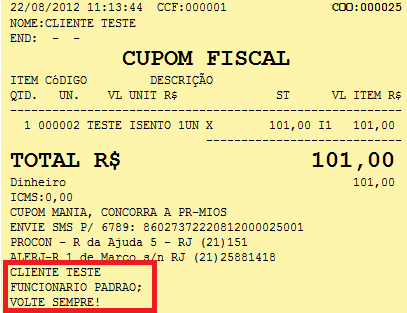 22/08/2012 11:13:44 CCF:000001 COO:000025
NOME:CLIENTE TESTE
END: - -
CUPOM FISCAL
ITEM CÓDIGO DESCRIÇÃO
QTD. UN. VL UNIT R$ ST VL ITEM R$
1 000002 TESTE ISENTO 1UN X 101,00 I1 101,00
TOTAL R$ 101,00
Dinheiro 101,00
ICMS:0,00
CUPOM MANIA, CONCORRA A PR-MIOS
ENVIE SMS P/ 6789: 86027372220812000025001
PROCON - R da Ajuda 5 - RJ (21)151
ALERJ-R 1 de Março s/n RJ (21)25881418
CLIENTE TESTE
FUNCIONARIO PADRAO;
VOLTE SEMPRE!